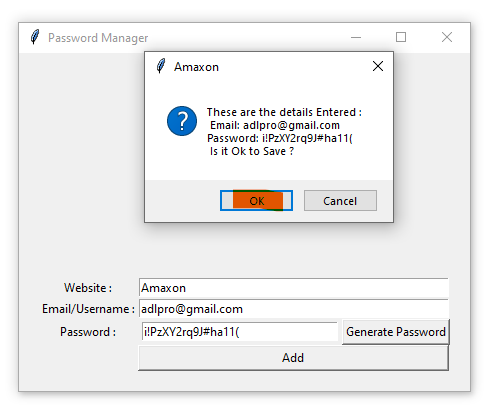 Password Manager
Amaxon
?
These are the details Entered :
Email: adlpro@gmail.com
Password: i!PzXY2rq9J#ha11(
Is it Ok to Save ?
OK
Cancel
Website :
Amaxon
Email/Username :
adlpro@gmail.com
Password :
i!PzXY2rq9J#ha11(
Generate Password
Add